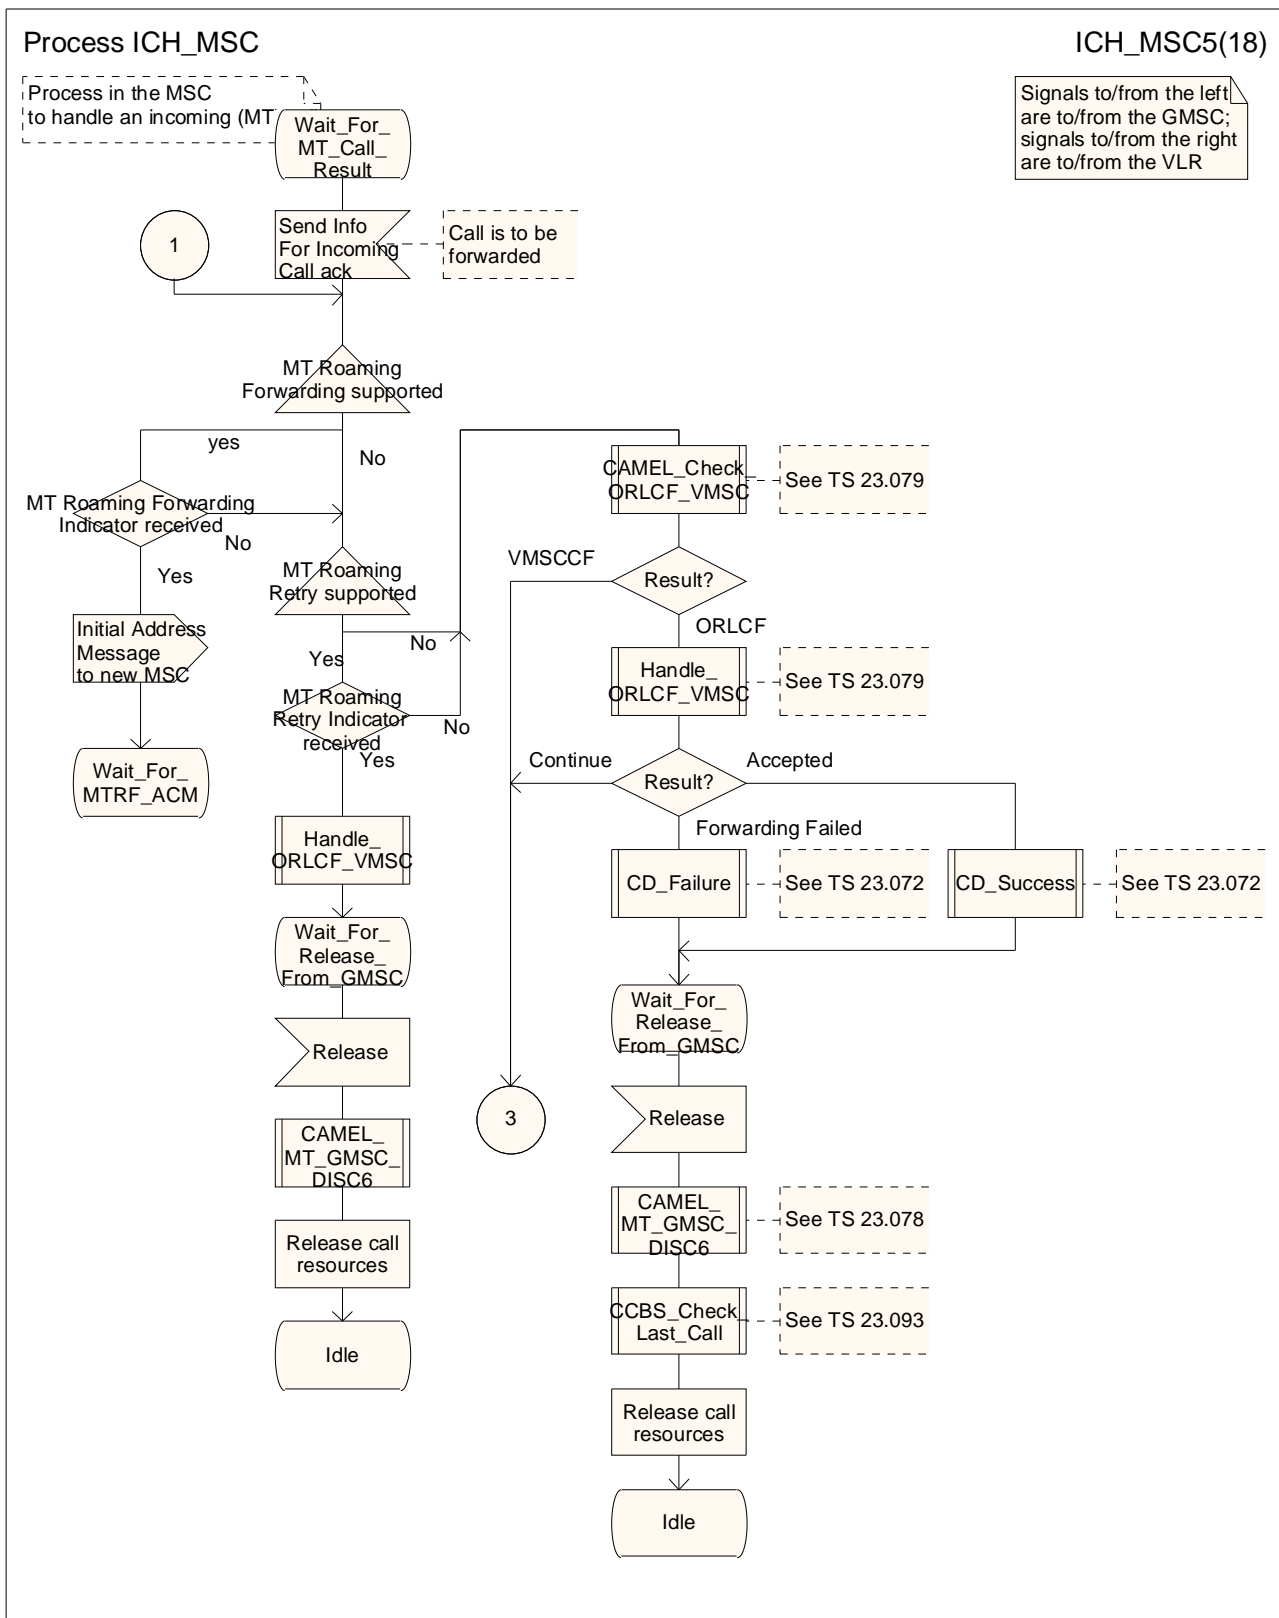 Process ICH_MSC
ICH_MSC5(18)
Process in the MSC
to handle an incoming (MT
Signals to/from the left
are to/from the GMSC;
signals to/from the right
are to/from the VLR
Wait_For_
MT_Call_
Result
1
Send Info
For Incoming
Call ack
Call is to be
forwarded
MT Roaming
Forwarding supported
yes
No
MT Roaming Forwarding
Indicator received
No
Yes
Initial Address
Message
to new MSC
Wait_For_
MTRF_ACM
MT Roaming
Retry supported
No
Yes
MT Roaming
Retry Indicator
received
No
Yes
Handle_
ORLCF_VMSC
Wait_For_
Release_
From_GMSC
Release
CAMEL_
MT_GMSC_
DISC6
Release call
resources
Idle
CAMEL_Check_
ORLCF_VMSC
See TS 23.079
VMSCCF
Result?
ORLCF
Handle_
ORLCF_VMSC
See TS 23.079
Continue
Result?
Accepted
Forwarding Failed
CD_Failure
See TS 23.072
CD_Success
See TS 23.072
Wait_For_
Release_
From_GMSC
3
Release
CAMEL_
MT_GMSC_
DISC6
See TS 23.078
CCBS_Check_
Last_Call
See TS 23.093
Release call
resources
Idle